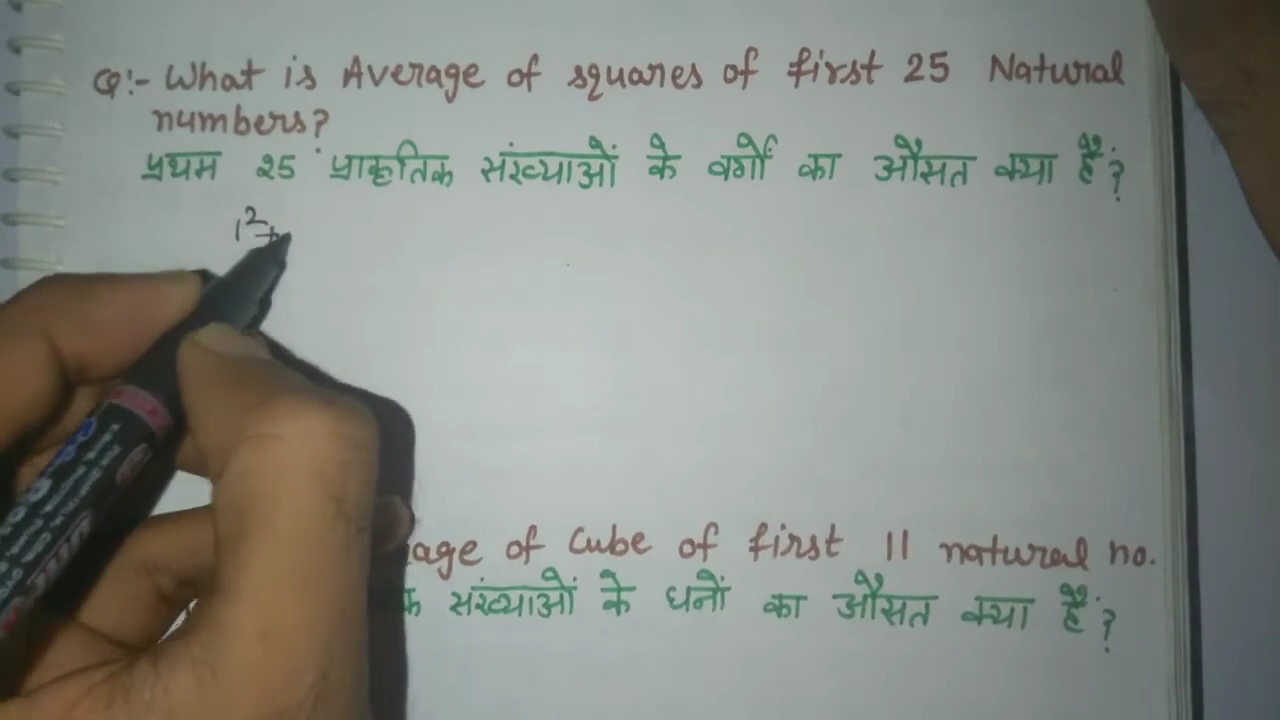 Q:- What is Average of squares of first 25 Natural
numbers?
प्रथम 25 प्राकृतिक संख्याओं के वर्गों का औसत क्या है?
1²+
age of Cube of first 11 natural no.
क संख्याओं के घनों का औसत क्या है?